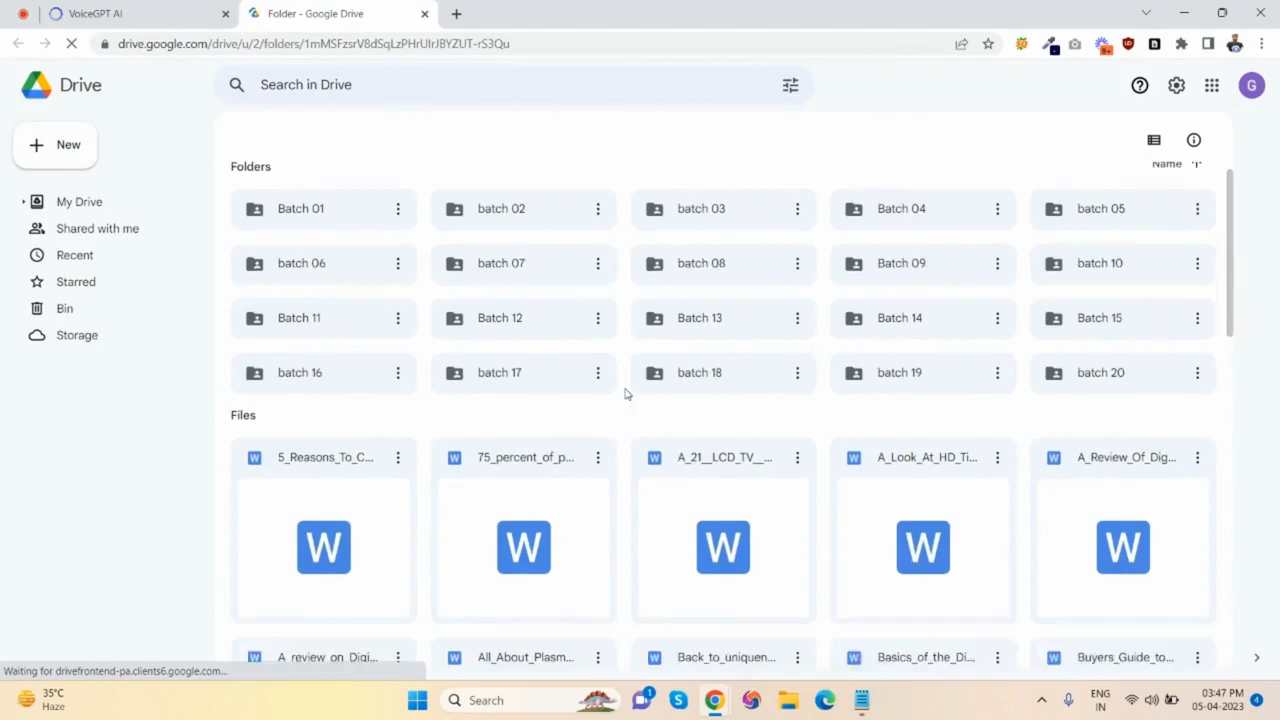 VoiceGPT AI
Folder - Google Drive
drive.google.com/drive/u/2/folders/1mMSFzsrV8dSqLzPHrUIrJBYZUT-rS3Qu
9+
Drive
Search in Drive
G
New
My Drive
Shared with me
Recent
Starred
Bin
Storage
Folders
Name
Batch 01
batch 02
batch 03
Batch 04
batch 05
batch 06
batch 07
batch 08
Batch 09
batch 10
Batch 11
Batch 12
Batch 13
Batch 14
Batch 15
batch 16
batch 17
batch 18
batch 19
batch 20
Files
W 5_Reasons_To_C...
W 75_percent_of_p...
W A_21__LCD_TV__...
W A_Look_At_HD_Ti...
W A_Review_Of_Dig...
W
W
W
W
W
W A_review_on_Digi...
W All_About_Plasm...
W Back_to_uniquen...
W Basics_of_the_Di...
W Buyers_Guide_to...
Waiting for drivefrontend-pa.clients6.google.com...
35°C
Haze
Search
1
S
ENG
IN
03:47 PM
05-04-2023
4